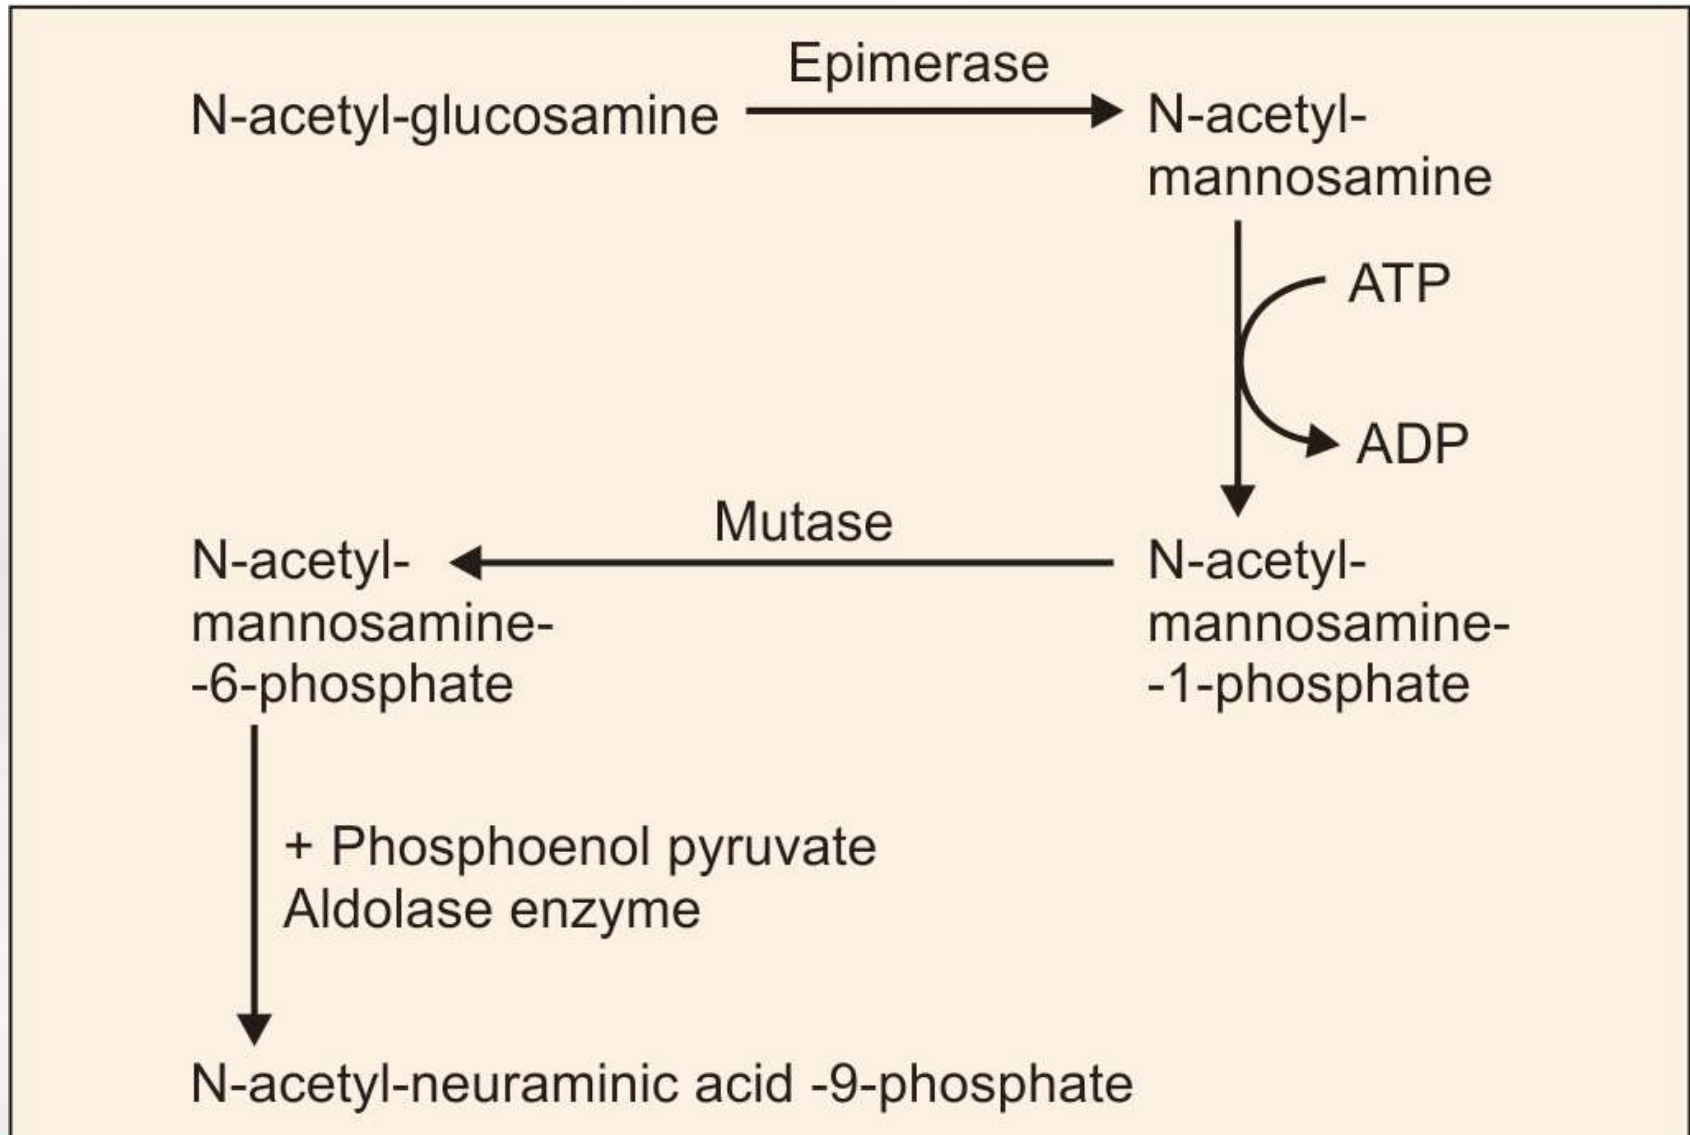 Epimerase
N-acetyl-glucosamine
N-acetyl-
mannosamine
ATP
ADP
Mutase
N-acetyl-
mannosamine-
-6-phosphate
N-acetyl-
mannosamine-
-1-phosphate
+ Phosphoenol pyruvate
Aldolase enzyme
N-acetyl-neuraminic acid -9-phosphate